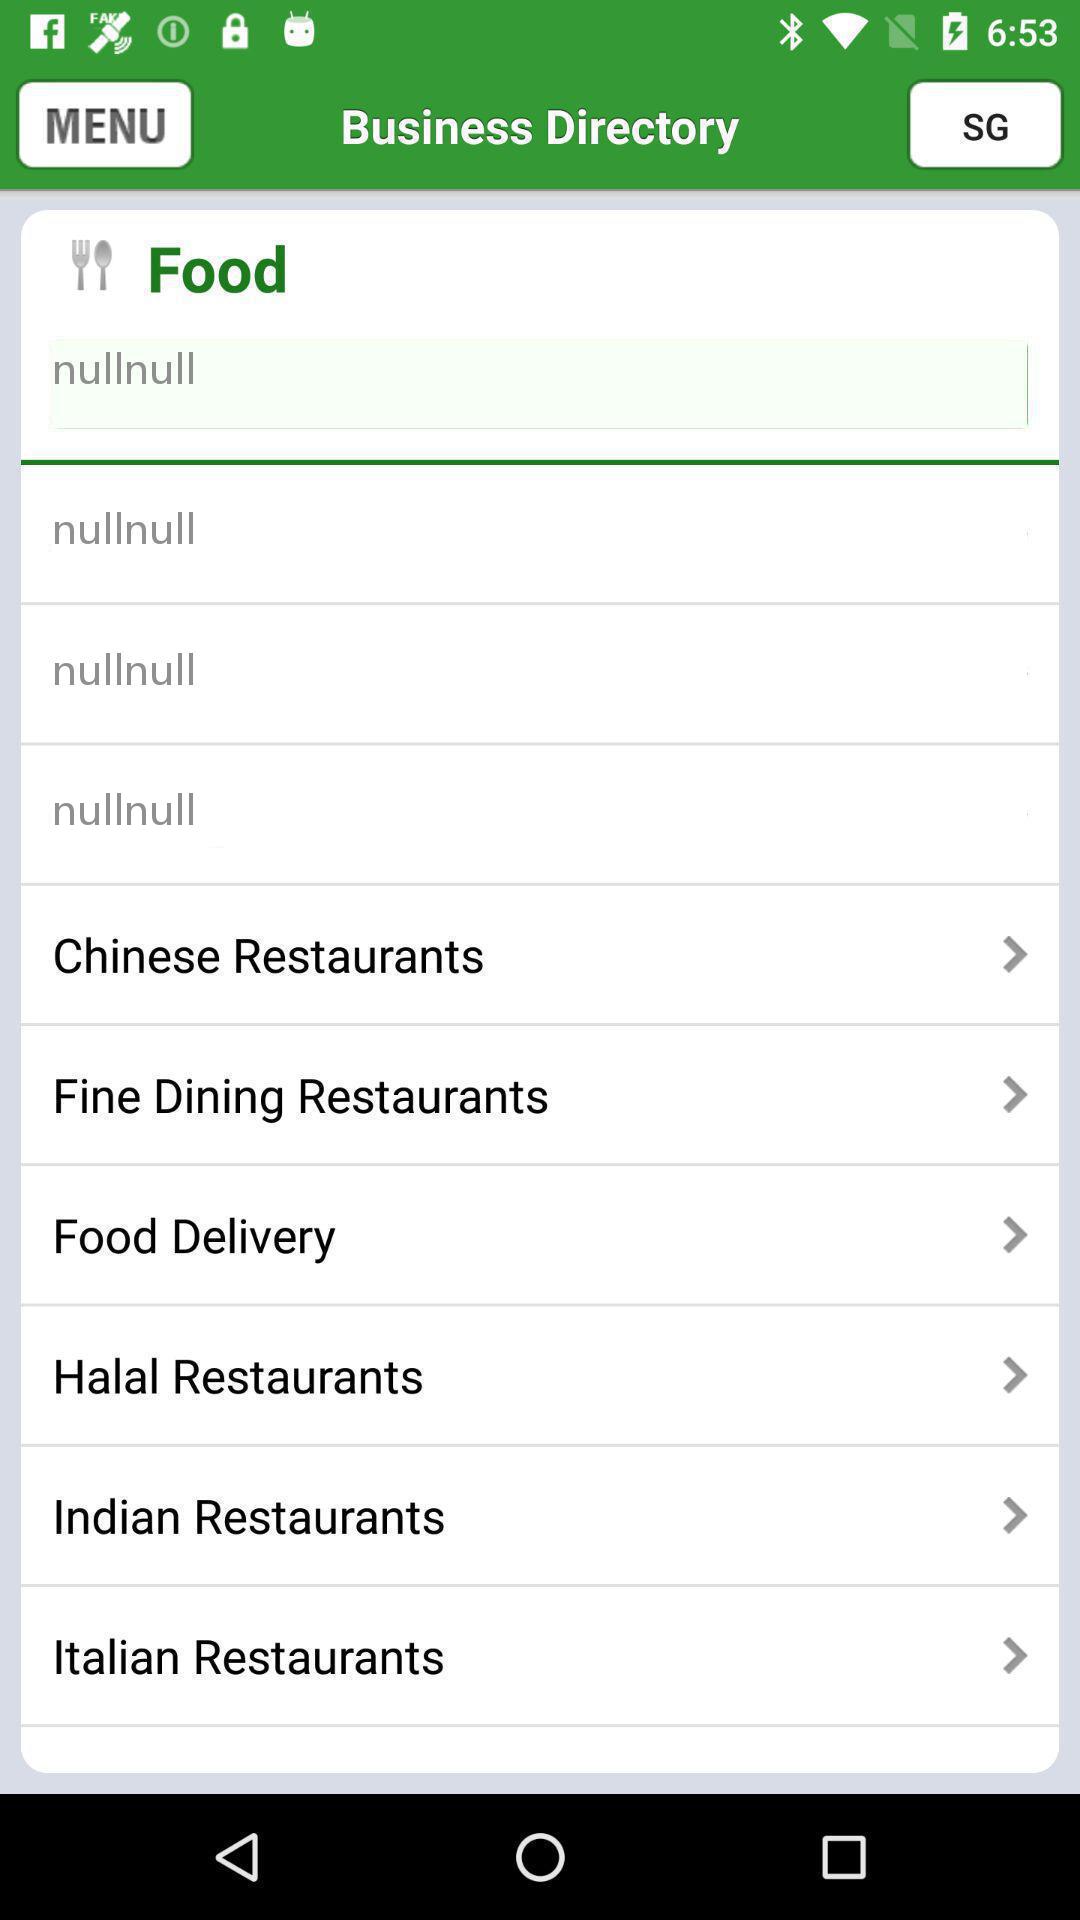 FAKE
6:53
MENU
Business Directory
SG
Food
nullnull
nullnull
nullnull
nullnull
Chinese Restaurants
Fine Dining Restaurants
Food Delivery
Halal Restaurants
Indian Restaurants
Italian Restaurants